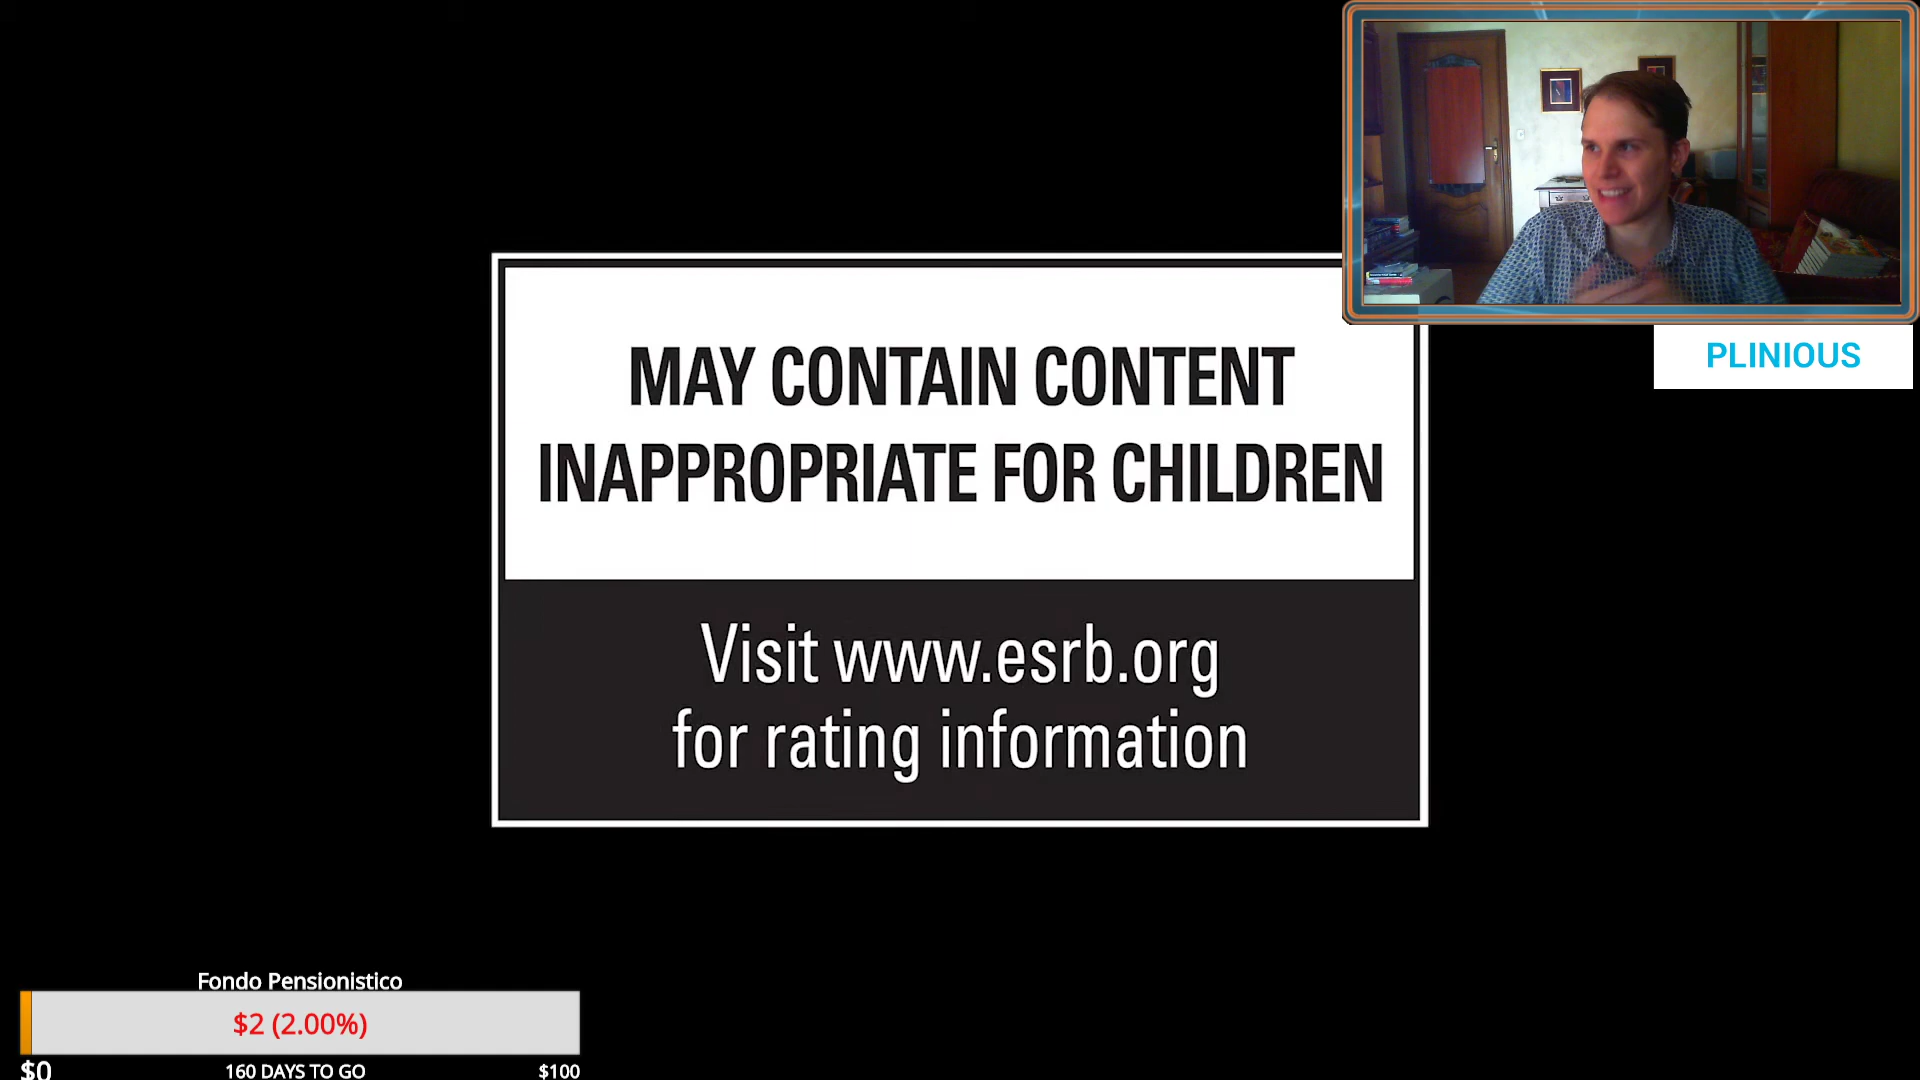 MAY CONTAIN CONTENT
INAPPROPRIATE FOR CHILDREN
Visit www.esrb.org
for rating information
PLINIOUS
Fondo Pensionistico
$2 (2.00%)
$0
160 DAYS TO GO
$100